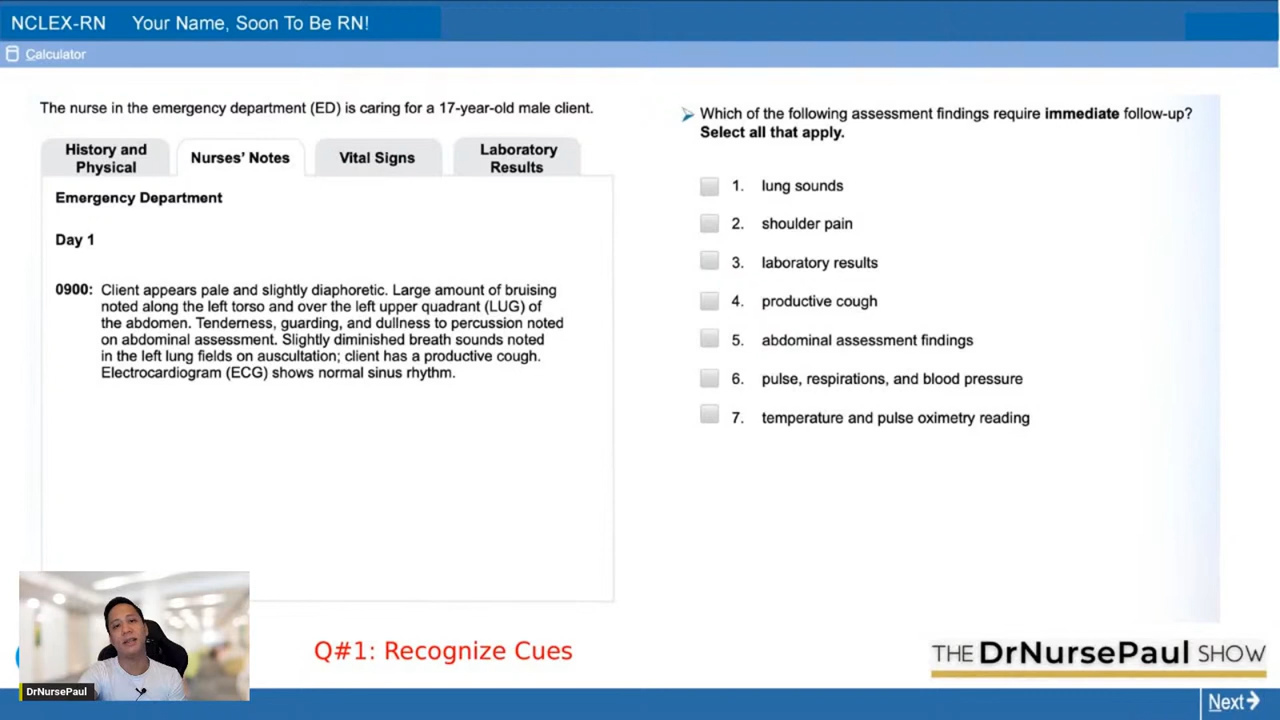 NCLEX-RN Your Name, Soon To Be RN!
Calculator
The nurse in the emergency department (ED) is caring for a 17-year-old male client.
History and
Physical
Nurses' Notes
Vital Signs
Laboratory
Results
Emergency Department
Day 1
0900: Client appears pale and slightly diaphoretic. Large amount of bruising
noted along the left torso and over the left upper quadrant (LUG) of
the abdomen. Tenderness, guarding, and dullness to percussion noted
on abdominal assessment. Slightly diminished breath sounds noted
in the left lung fields on auscultation; client has a productive cough.
Electrocardiogram (ECG) shows normal sinus rhythm.
Which of the following assessment findings require immediate follow-up?
Select all that apply.
1. lung sounds
2. shoulder pain
3. laboratory results
4. productive cough
5. abdominal assessment findings
6. pulse, respirations, and blood pressure
7. temperature and pulse oximetry reading
Q#1: Recognize Cues
DrNursePaul
THE DrNursePaul SHOW
Next